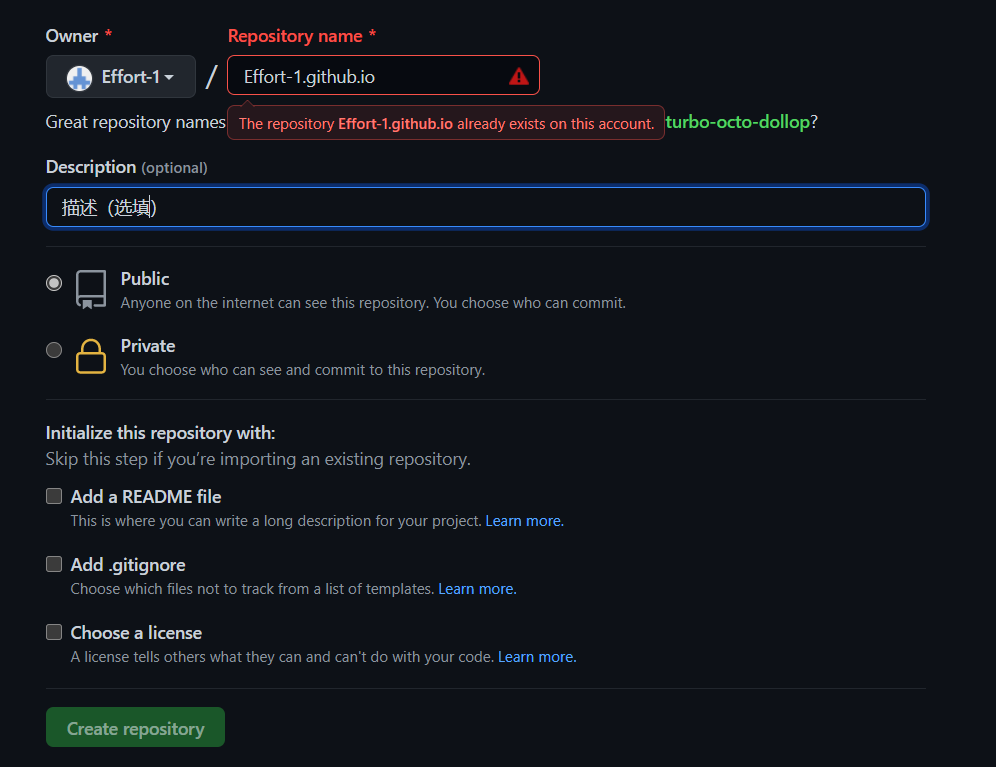 Owner * Repository name *
Effort-1 / Effort-1.github.io
The repository Effort-1.github.io already exists on this account.
Great repository names turbo-octo-dollop?
Description (optional)
描述（选填)
Public
Anyone on the internet can see this repository. You choose who can commit.
Private
You choose who can see and commit to this repository.
Initialize this repository with:
Skip this step if you’re importing an existing repository.
Add a README file
This is where you can write a long description for your project. Learn more.
Add .gitignore
Choose which files not to track from a list of templates. Learn more.
Choose a license
A license tells others what they can and can't do with your code. Learn more.
Create repository